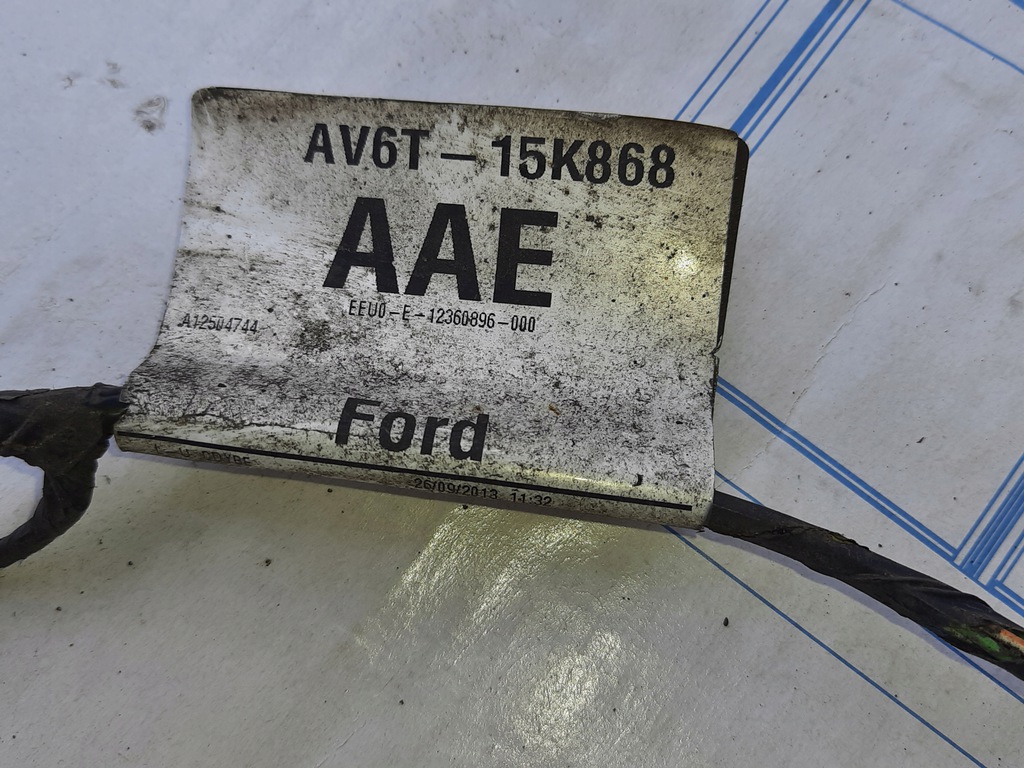 AV6T - 15K868
AAE
EEU0-E-12360896-000
A12504744
Ford
26/09/2013 11:32